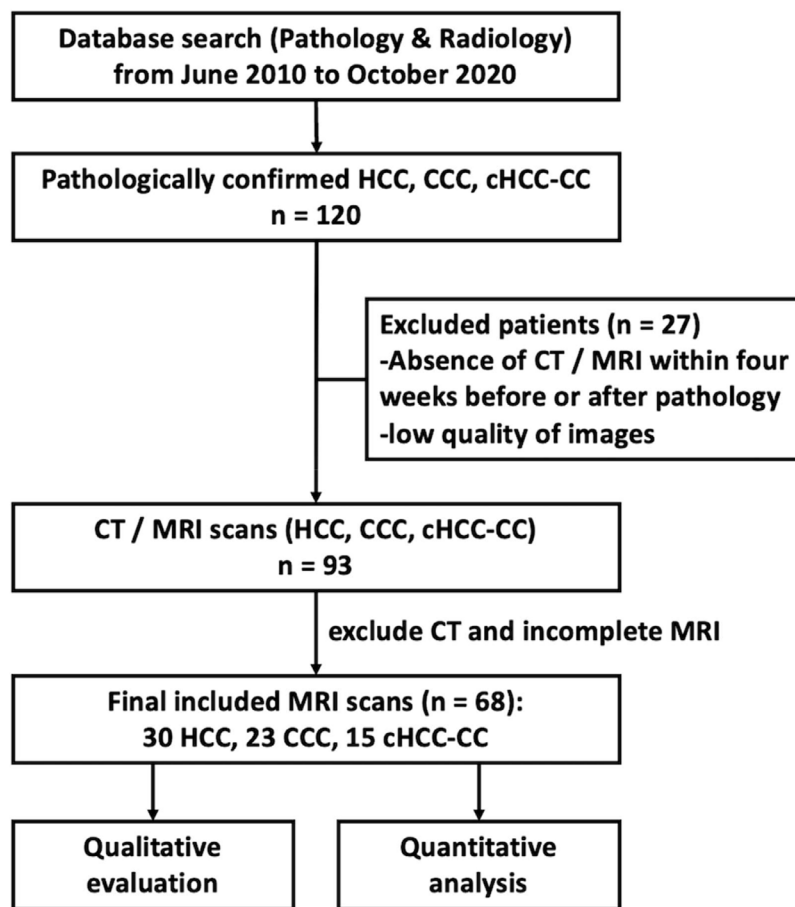 Database search (Pathology & Radiology)
from June 2010 to October 2020
Pathologically confirmed HCC, CCC, cHCC-CC
n = 120
Excluded patients (n = 27)
-Absence of CT / MRI within four
weeks before or after pathology
-low quality of images
CT / MRI scans (HCC, CCC, cHCC-CC)
n = 93
exclude CT and incomplete MRI
Final included MRI scans (n = 68):
30 HCC, 23 CCC, 15 cHCC-CC
Qualitative
evaluation
Quantitative
analysis